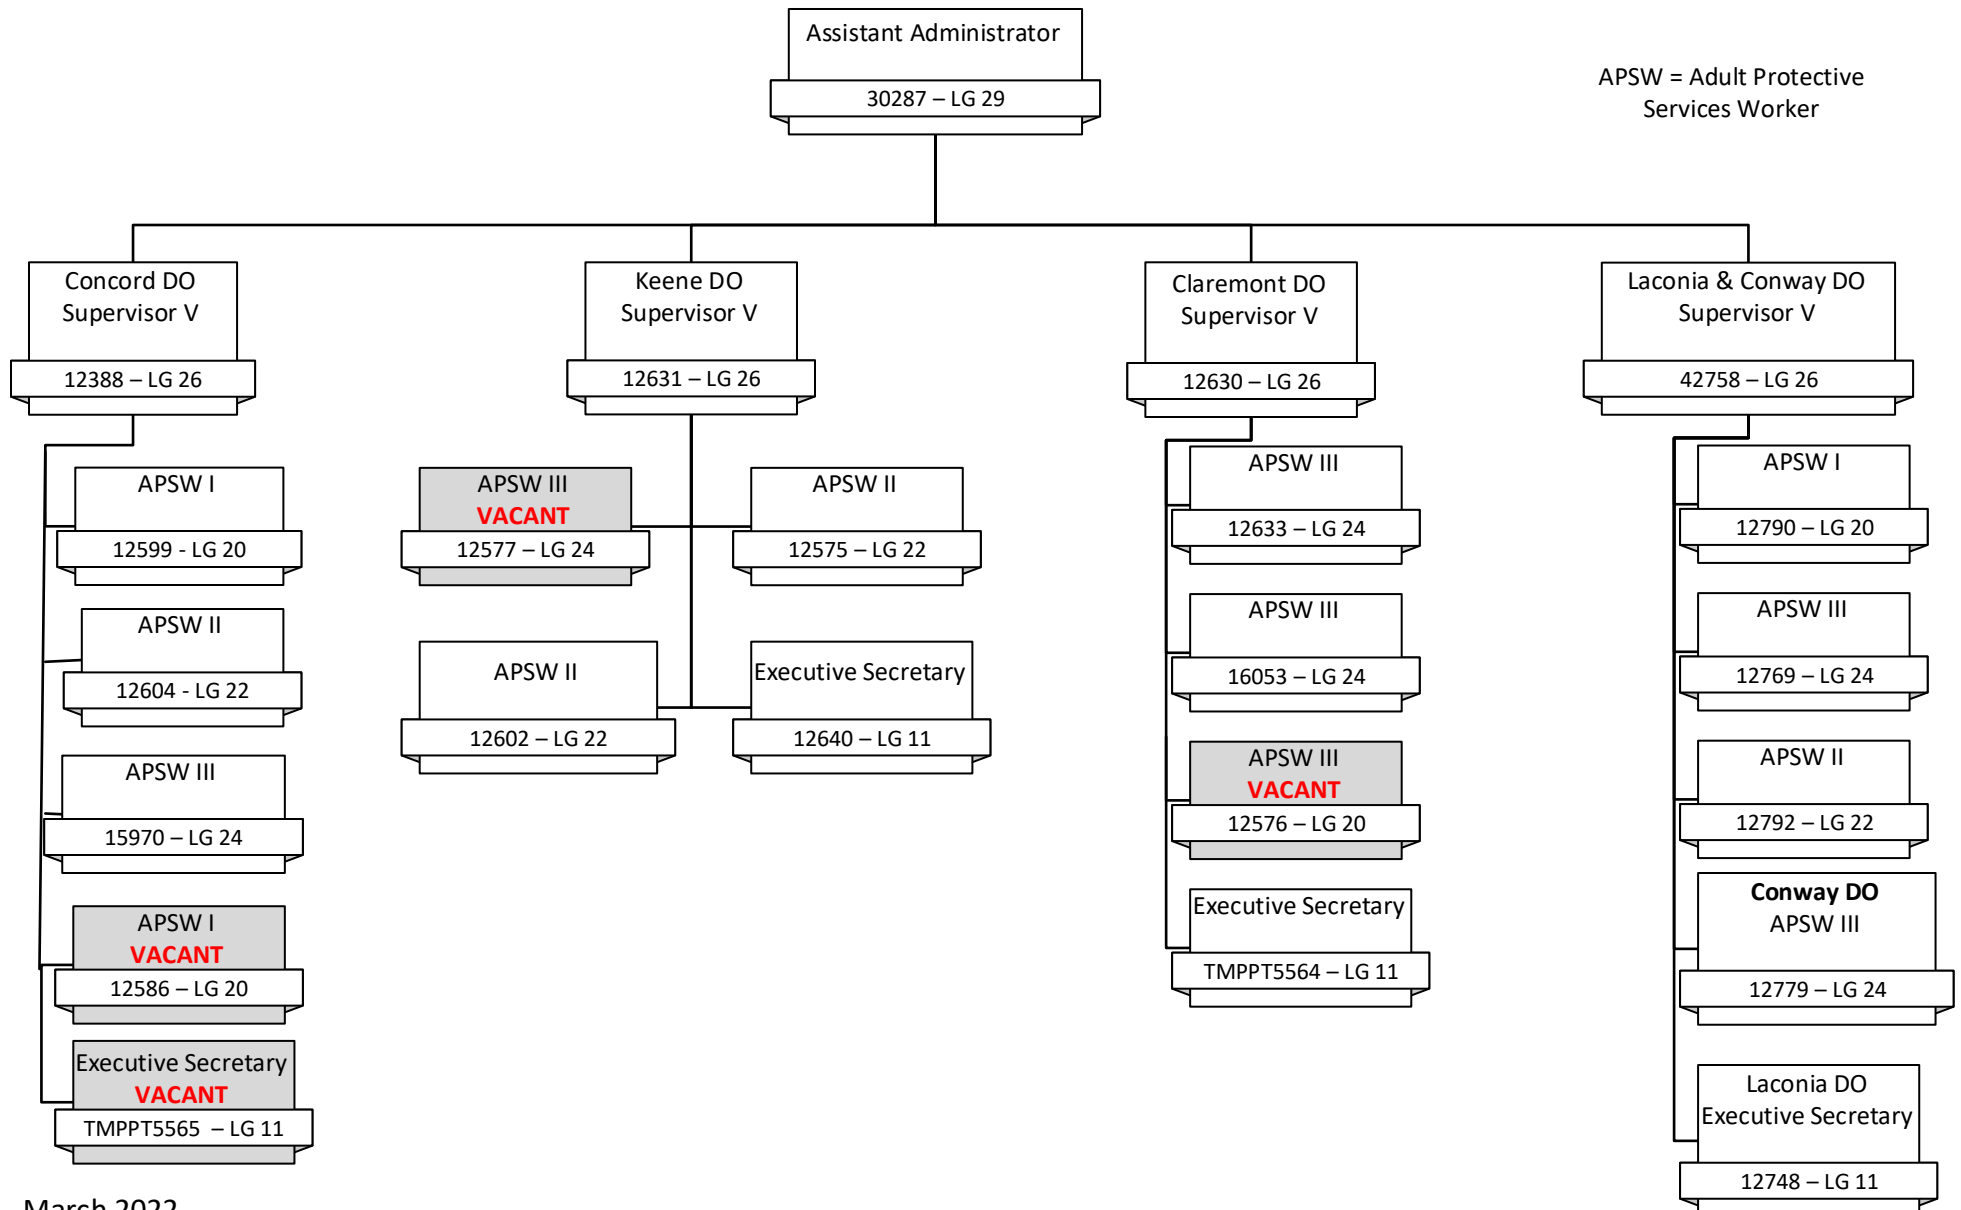 Assistant Administrator
30287 – LG 29
APSW = Adult Protective
Services Worker
Concord DO
Supervisor V
12388 – LG 26
Keene DO
Supervisor V
12631 – LG 26
Claremont DO
Supervisor V
12630 – LG 26
Laconia & Conway DO
Supervisor V
42758 – LG 26
APSW I
12599 - LG 20
APSW II
12604 - LG 22
APSW III
15970 – LG 24
APSW I
VACANT
12586 – LG 20
Executive Secretary
VACANT
TMPPT5565 – LG 11
APSW III
VACANT
12577 – LG 24
APSW II
12575 – LG 22
APSW II
12602 – LG 22
Executive Secretary
12640 – LG 11
APSW III
12633 – LG 24
APSW III
16053 – LG 24
APSW III
VACANT
12576 – LG 20
Executive Secretary
TMPPT5564 – LG 11
APSW I
12790 – LG 20
APSW III
12769 – LG 24
APSW II
12792 – LG 22
Conway DO
APSW III
12779 – LG 24
Laconia DO
Executive Secretary
12748 – LG 11
March 2022